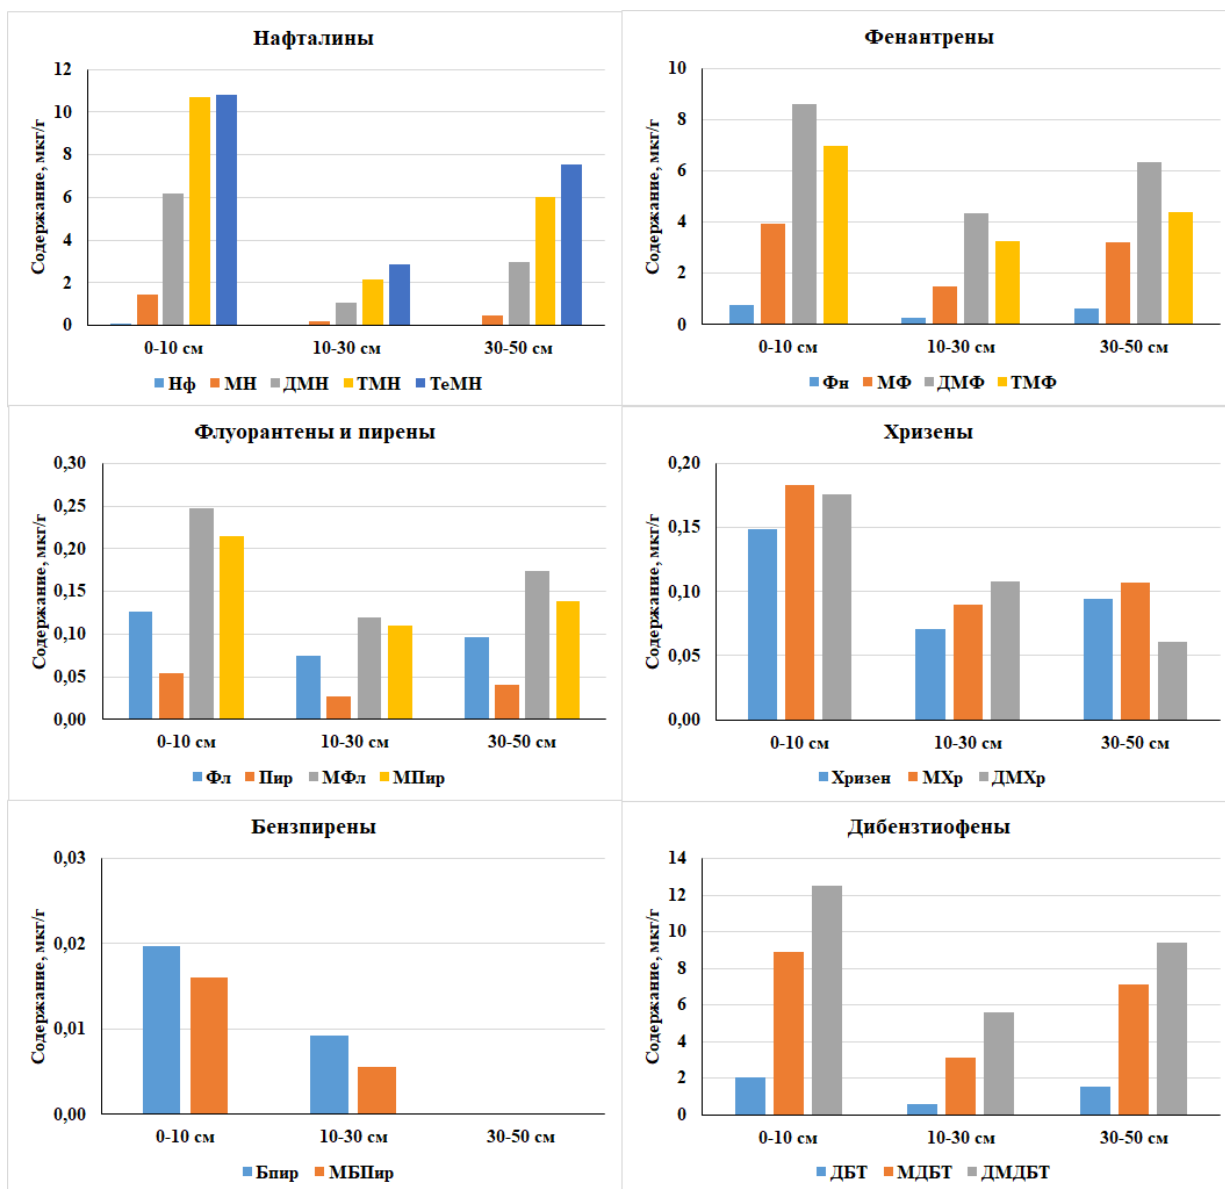 Нафталины
Содержание, мкг/г
12
10
8
6
4
2
0
0-10 см 10-30 см 30-50 см
Нф МН ДМН ТМН ТеМН
Фенантрены
Содержание, мкг/г
10
8
6
4
2
0
0-10 см 10-30 см 30-50 см
Фн МФ ДМФ ТМФ
Флуорантены и пирены
Содержание, мкг/г
0,30
0,25
0,20
0,15
0,10
0,05
0,00
0-10 см 10-30 см 30-50 см
Фл Пир МФл МПир
Хризены
Содержание, мкг/г
0,20
0,15
0,10
0,05
0,00
0-10 см 10-30 см 30-50 см
Хризен МХр ДМХр
Бензпирены
Содержание, мкг/г
0,03
0,02
0,01
0,00
0-10 см 10-30 см 30-50 см
Бпир МБПир
Дибензтиофены
Содержание, мкг/г
14
12
10
8
6
4
2
0
0-10 см 10-30 см 30-50 см
ДБТ МДБТ ДМДБТ